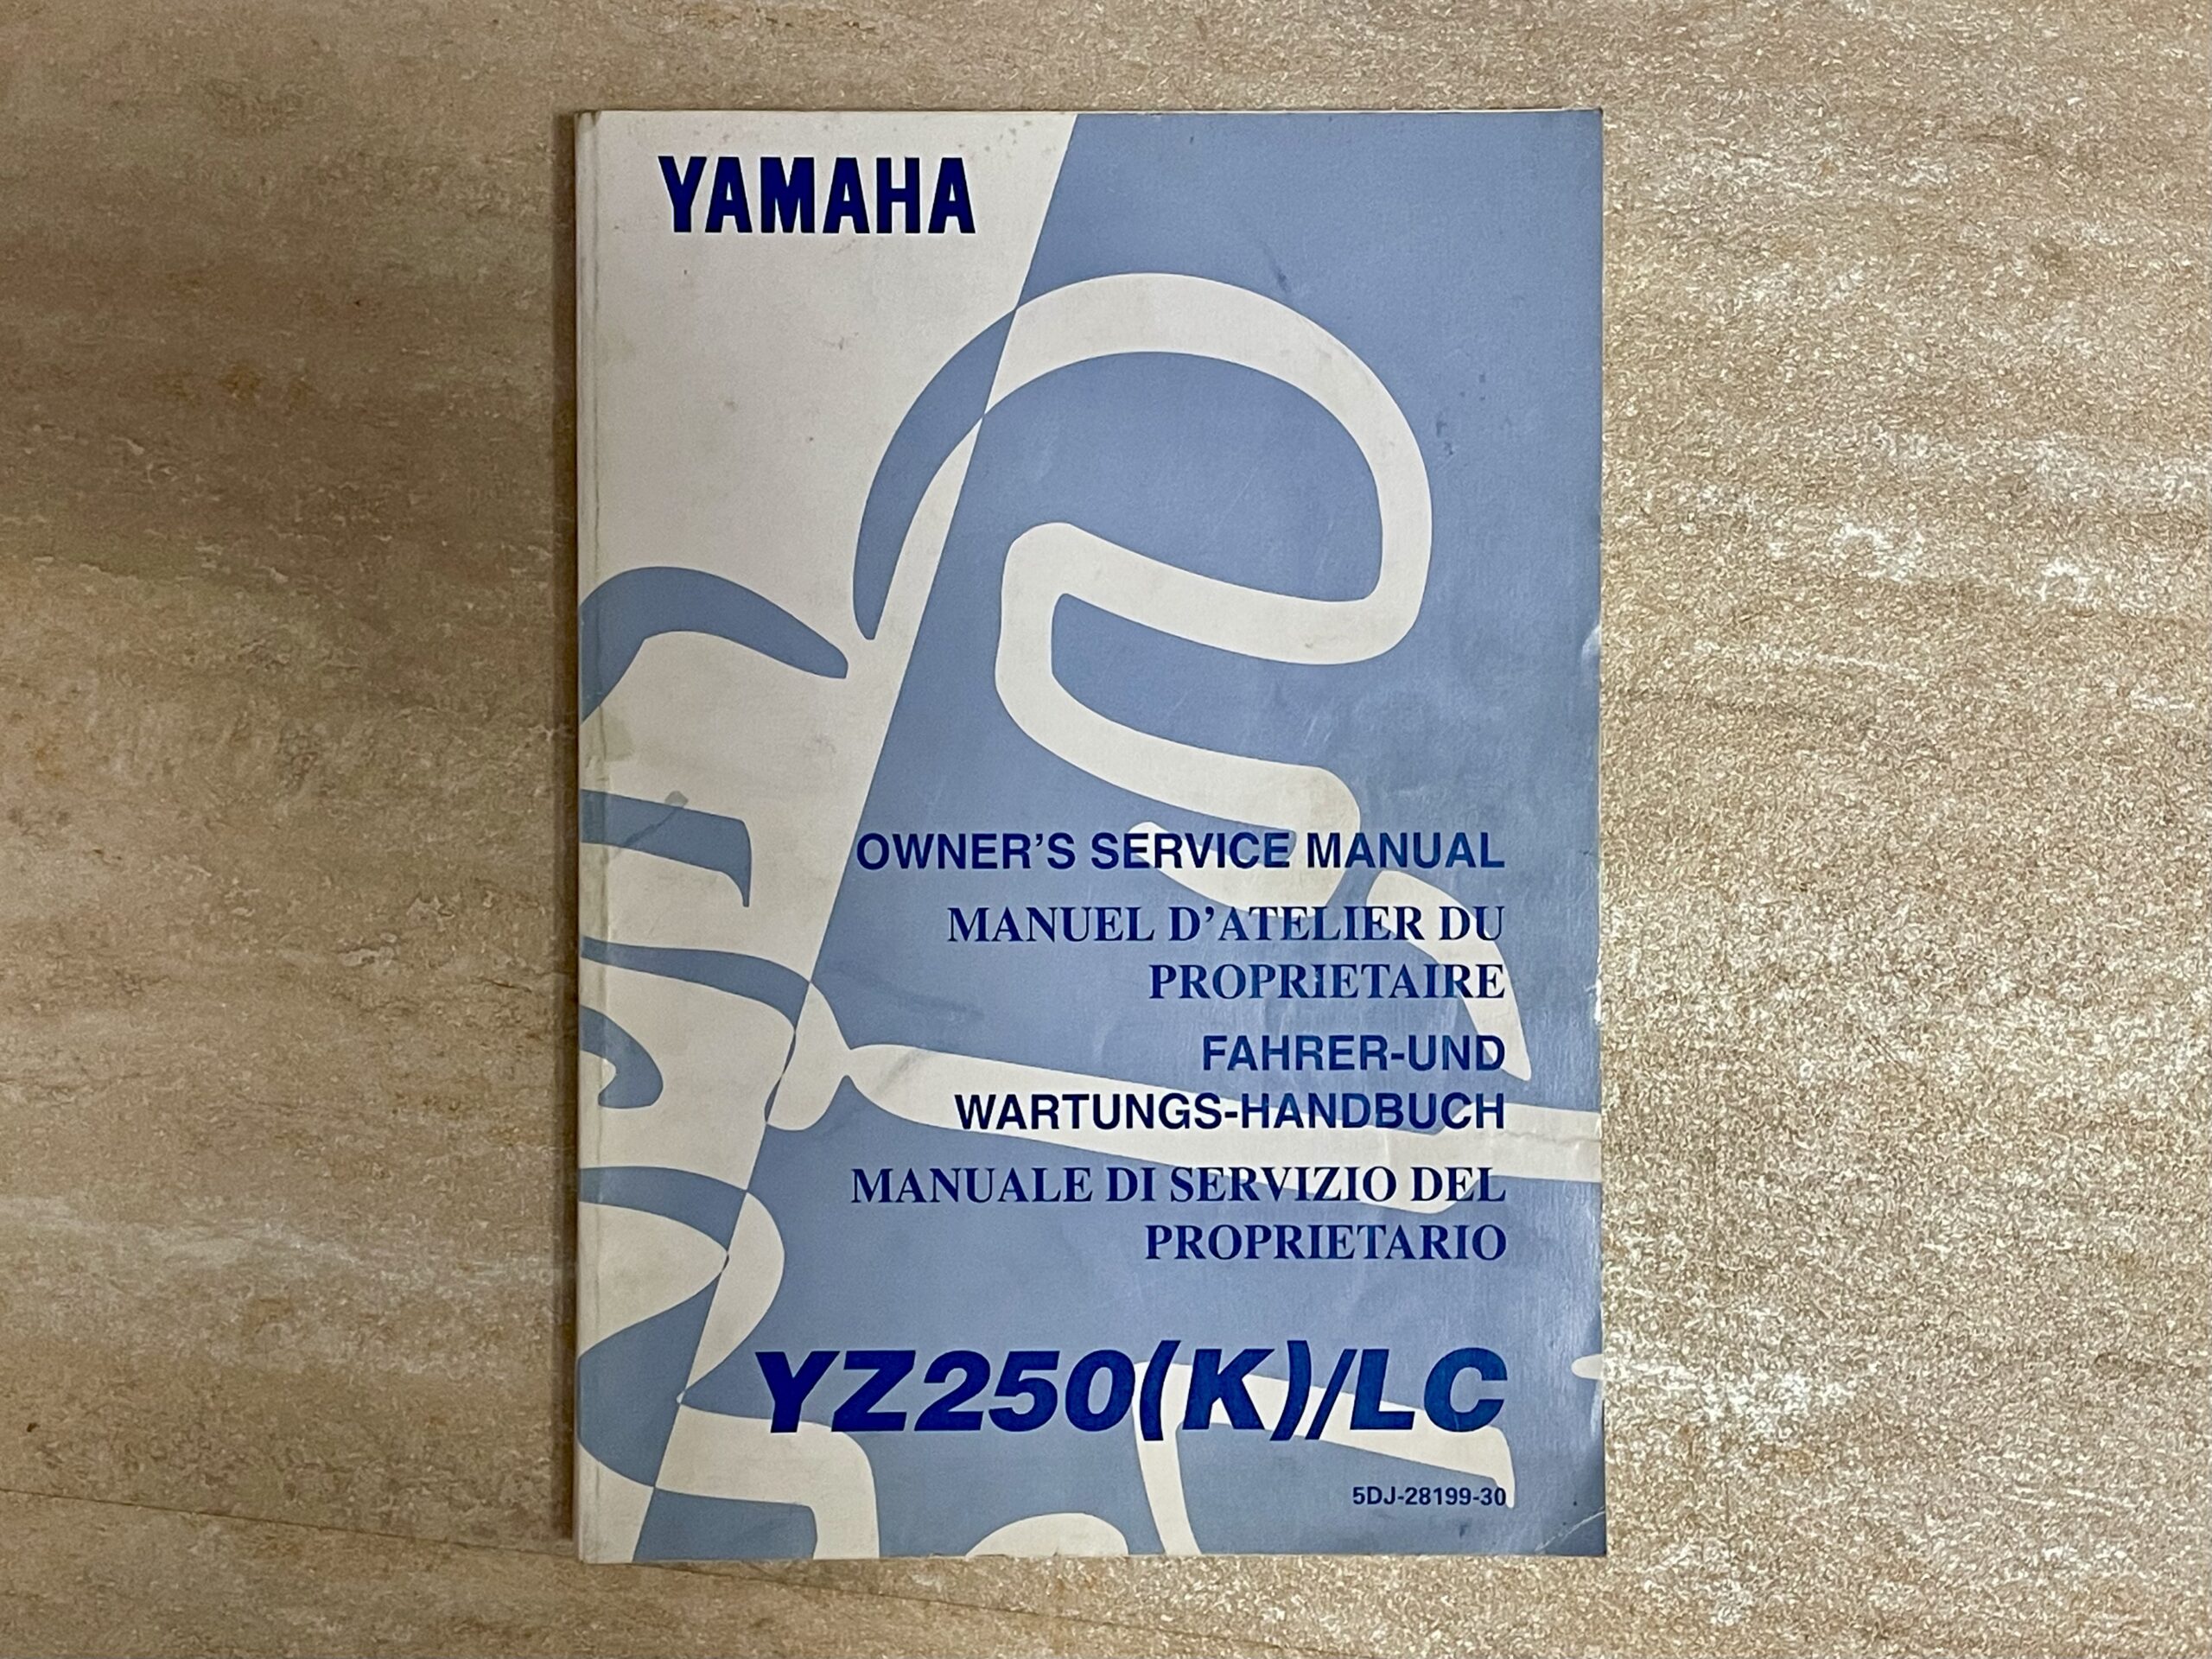 YAMAHA
OWNER'S SERVICE MANUAL
MANUEL D'ATELIER DU
PROPRIETAIRE
FAHRER-UND
WARTUNGS-HANDBUCH
MANUALE DI SERVIZIO DEL
PROPRIETARIO
YZ250(K)/LC
5DJ-28199-30